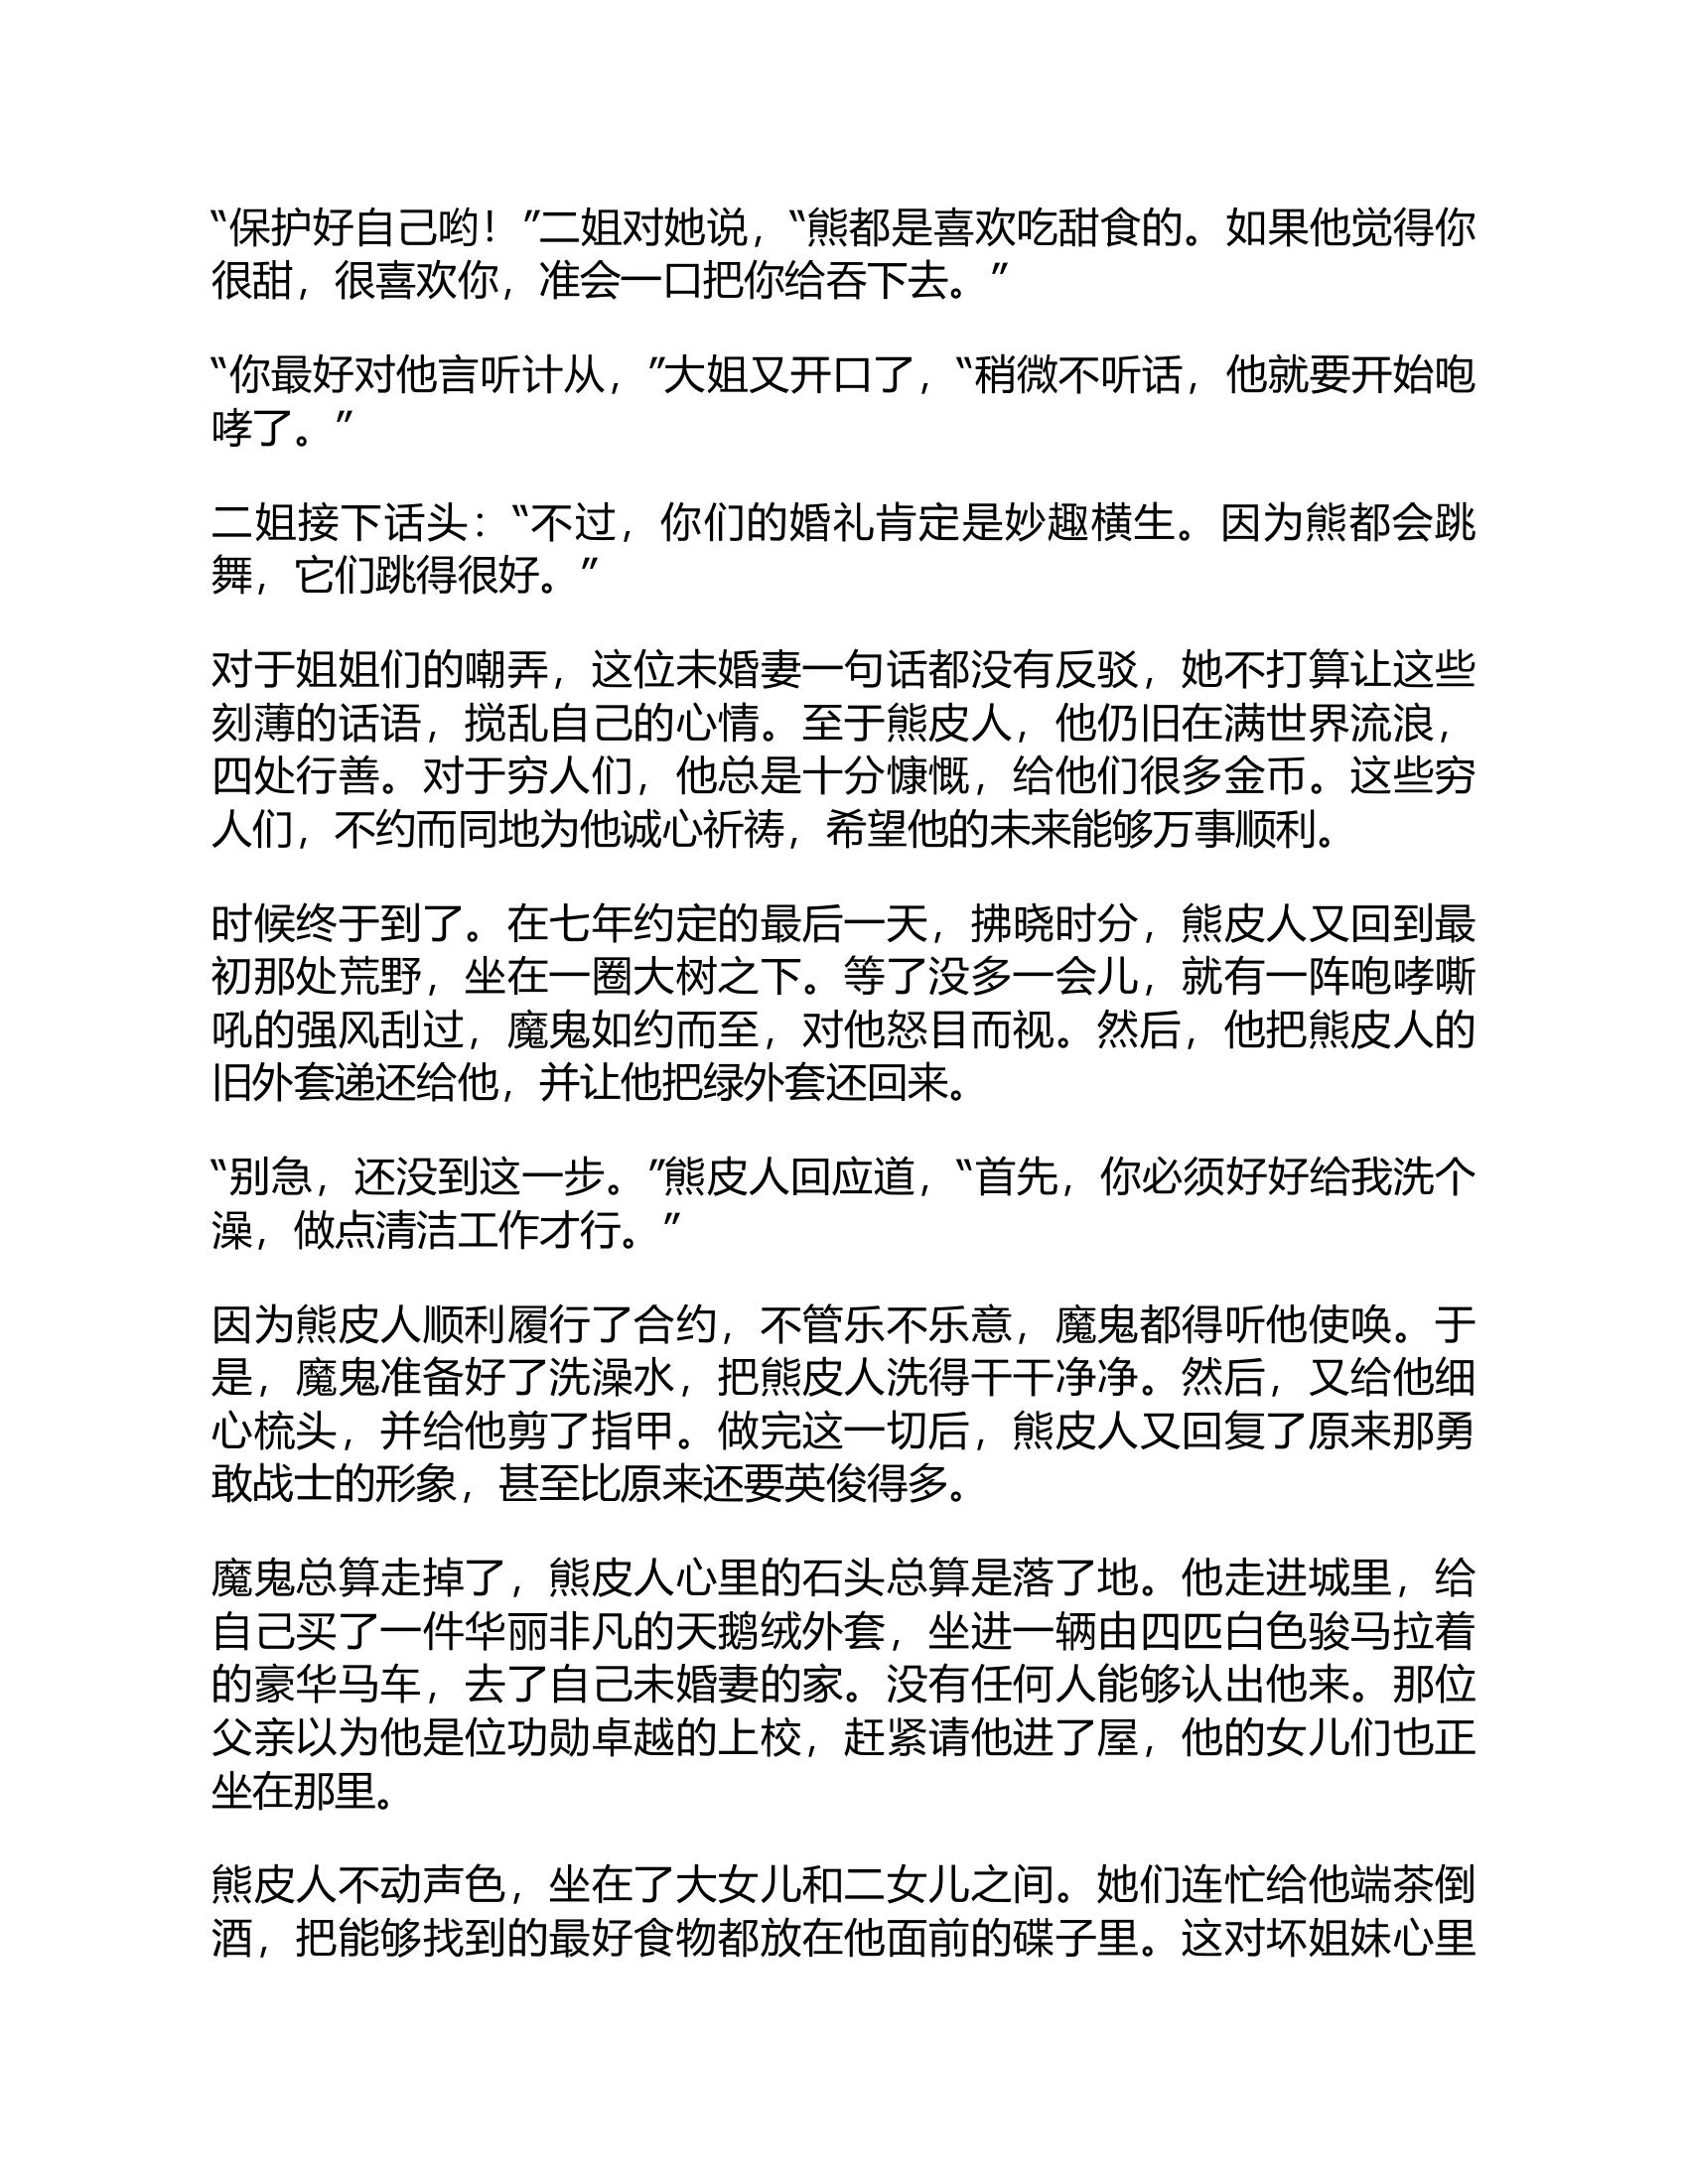 “保护好自己哟！”二姐对她说，“熊都是喜欢吃甜食的。如果他觉得你
很甜，很喜欢你，准会一口把你给吞下去。”
“你最好对他言听计从，”大姐又开口了，“稍微不听话，他就要开始咆
哮了。”
二姐接下话头：“不过，你们的婚礼肯定是妙趣横生。因为熊都会跳
舞，它们跳得很好。”
对于姐姐们的嘲弄，这位未婚妻一句话都没有反驳，她不打算让这些
刻薄的话语，搅乱自己的心情。至于熊皮人，他仍旧在满世界流浪，
四处行善。对于穷人们，他总是十分慷慨，给他们很多金币。这些穷
人们，不约而同地为他诚心祈祷，希望他的未来能够万事顺利。
时候终于到了。在七年约定的最后一天，拂晓时分，熊皮人又回到最
初那处荒野，坐在一圈大树之下。等了没多一会儿，就有一阵咆哮嘶
吼的强风刮过，魔鬼如约而至，对他怒目而视。然后，他把熊皮人的
旧外套递还给他，并让他把绿外套还回来。
“别急，还没到这一步。”熊皮人回应道，“首先，你必须好好给我洗个
澡，做点清洁工作才行。”
因为熊皮人顺利履行了合约，不管乐不乐意，魔鬼都得听他使唤。于
是，魔鬼准备好了洗澡水，把熊皮人洗得干干净净。然后，又给他细
心梳头，并给他剪了指甲。做完这一切后，熊皮人又回复了原来那勇
敢战士的形象，甚至比原来还要英俊得多。
魔鬼总算走掉了，熊皮人心里的石头总算是落了地。他走进城里，给
自己买了一件华丽非凡的天鹅绒外套，坐进一辆由四匹白色骏马拉着
的豪华马车，去了自己未婚妻的家。没有任何人能够认出他来。那位
父亲以为他是位功勋卓越的上校，赶紧请他进了屋，他的女儿们也正
坐在那里。
熊皮人不动声色，坐在了大女儿和二女儿之间。她们连忙给他端茶倒
酒，把能够找到的最好食物都放在他面前的碟子里。这对坏姐妹心里